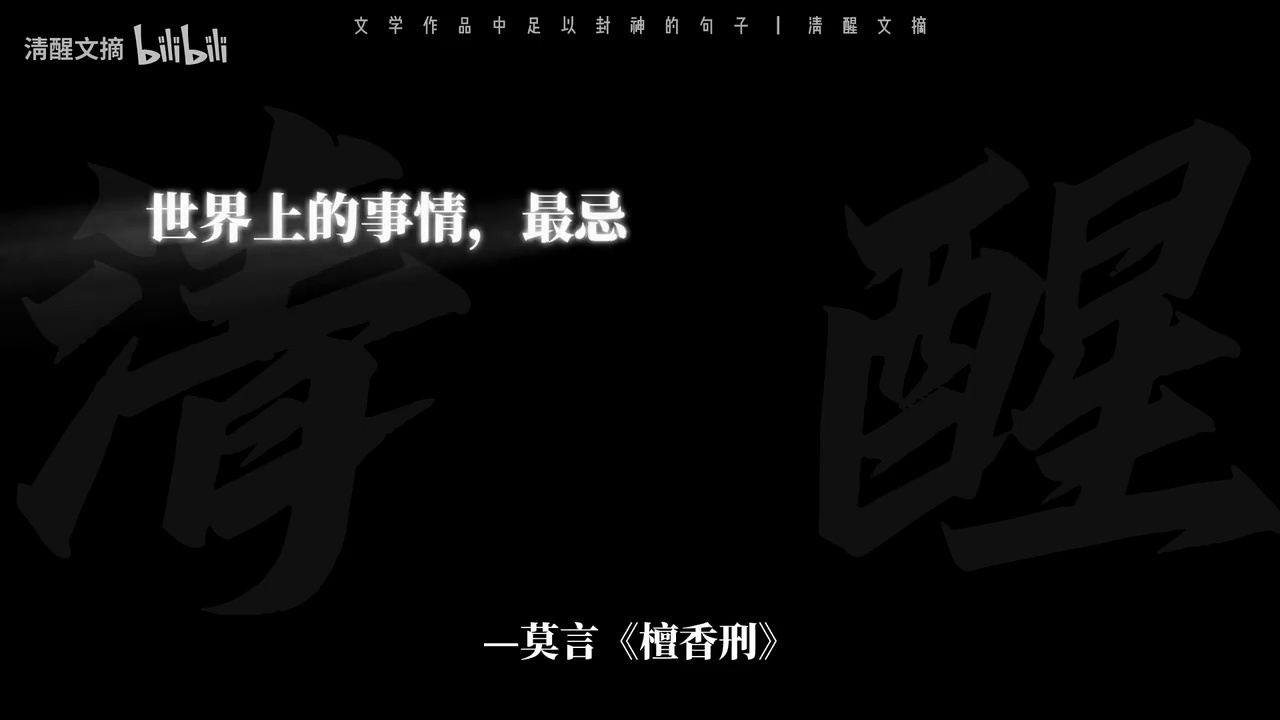 文学作品中足以封神的句子|清醒文摘
清醒文摘 bilibili
清醒
世界上的事情，最忌
—莫言《檀香刑》